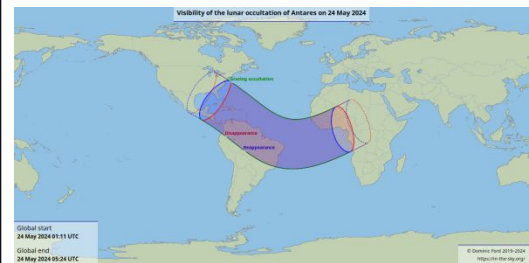 Visibility of the lunar occultation of Antares on 24 May 2024
Grazing occultation
Disappearance
Reappearance
Global start
24 May 2024 01:11 UTC
Global end
24 May 2024 05:24 UTC
© Dominic Ford 2019–2024
https://in-the-sky.org/